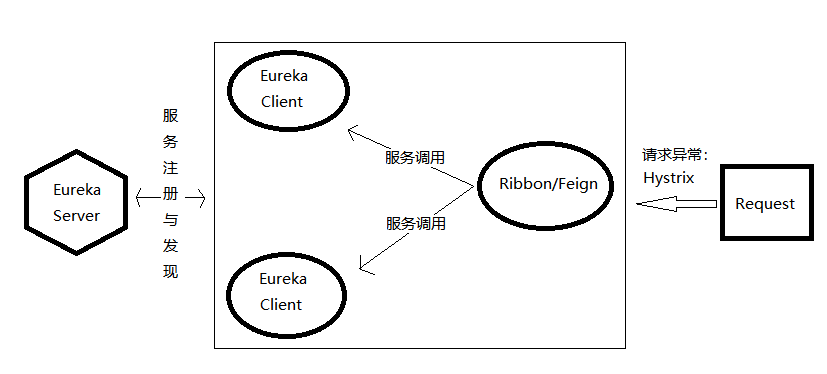 Eureka
Server
服
务
注
册
与
发
现
Eureka
Client
服务调用
服务调用
Eureka
Client
Ribbon/Feign
请求异常：
Hystrix
Request